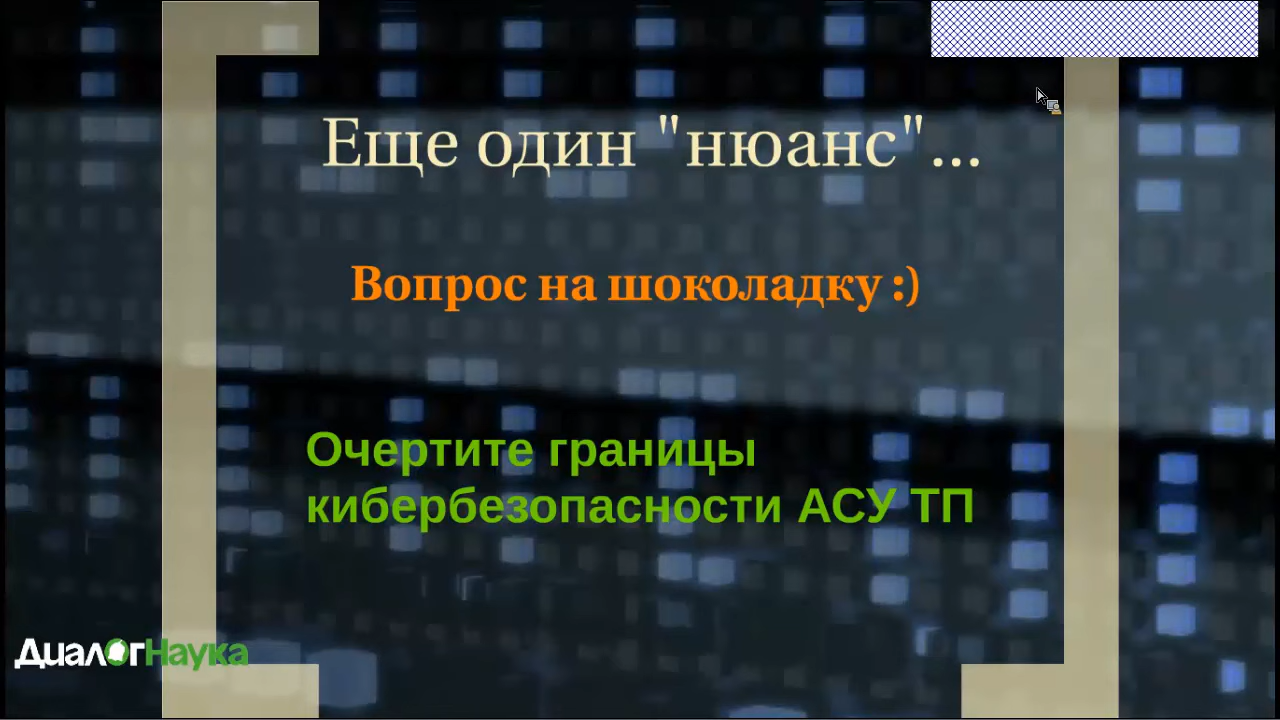 Еще один "нюанс"...
Вопрос на шоколадку :)
Очертите границы
кибербезопасности АСУ ТП
ДиалогНаука